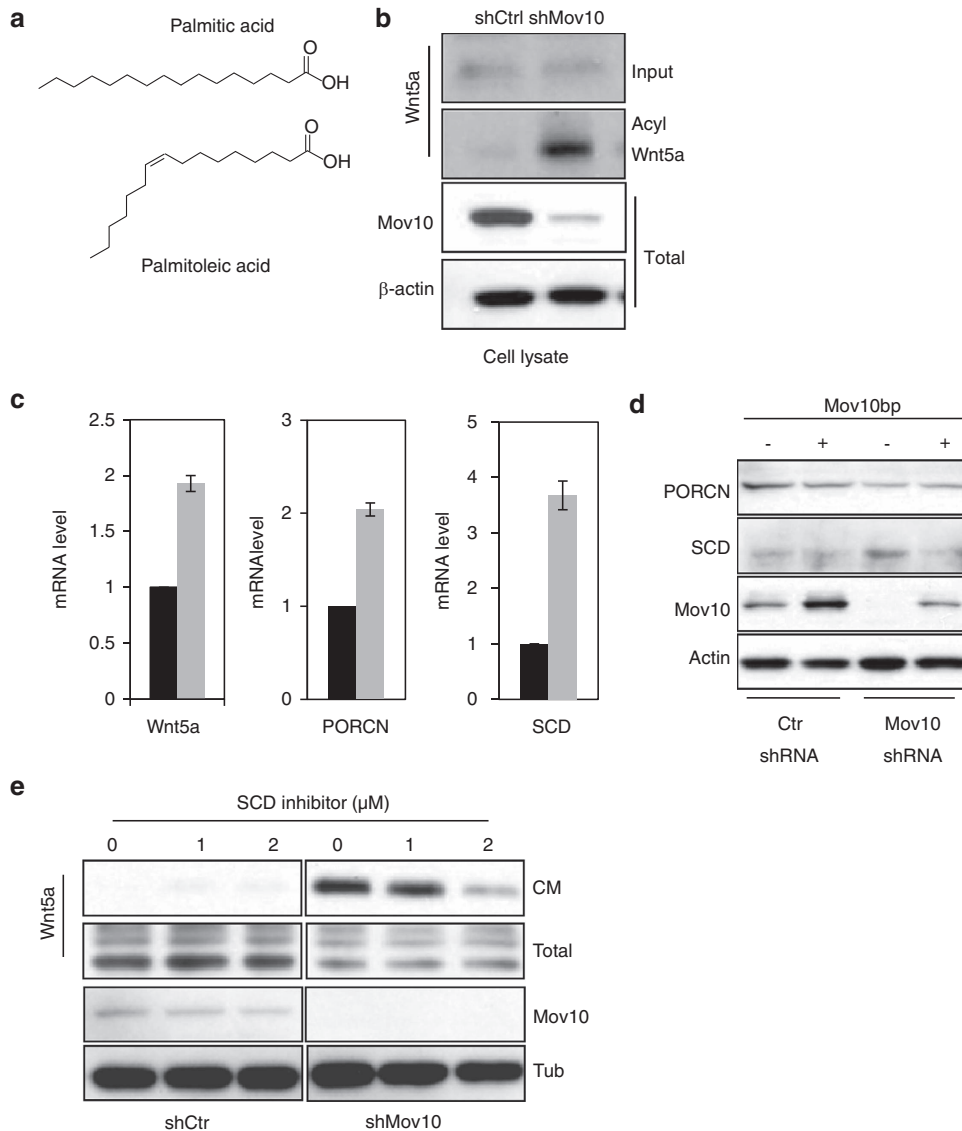 a
Palmitic acid
O
OH
O
OH
Palmitoleic acid
b
shCtrl shMov10
Wnt5a
Input
Acyl
Wnt5a
Mov10
Total
β-actin
Cell lysate
c
mRNA level
2.5
2
1.5
1
0.5
0
Wnt5a
mRNAlevel
3
2
1
0
PORCN
mRNA level
5
4
3
2
1
0
SCD
d
Mov10bp
- + - +
PORCN
SCD
Mov10
Actin
Ctr Mov10
shRNA shRNA
e
SCD inhibitor (μM)
0 1 2 0 1 2
Wnt5a
CM
Total
Mov10
Tub
shCtr shMov10